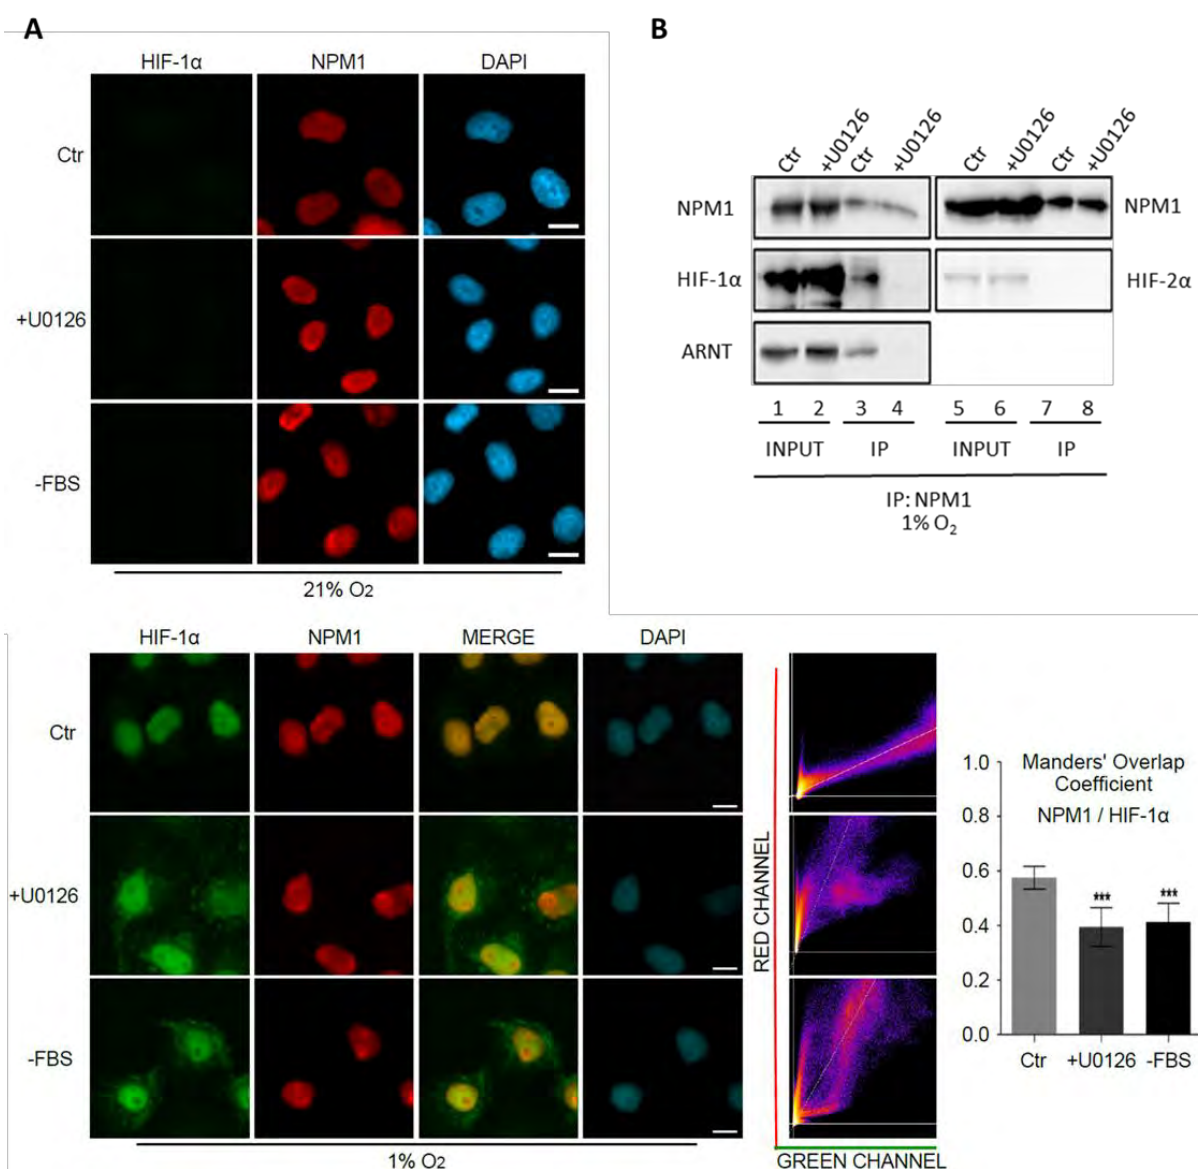 A
HIF-1α NPM1 DAPI
Ctr
+U0126
-FBS
21% O2
B
Ctr +U0126 Ctr +U0126 Ctr +U0126 Ctr +U0126
NPM1 NPM1
HIF-1α HIF-2α
ARNT
1 2 3 4 5 6 7 8
INPUT IP INPUT IP
IP: NPM1
1% O2
HIF-1α NPM1 MERGE DAPI
Ctr
+U0126
-FBS
1% O2
RED CHANNEL
GREEN CHANNEL
Manders' Overlap
Coefficient
NPM1 / HIF-1α
1.0
0.8
0.6
0.4
0.2
0.0
*** ***
Ctr +U0126 -FBS